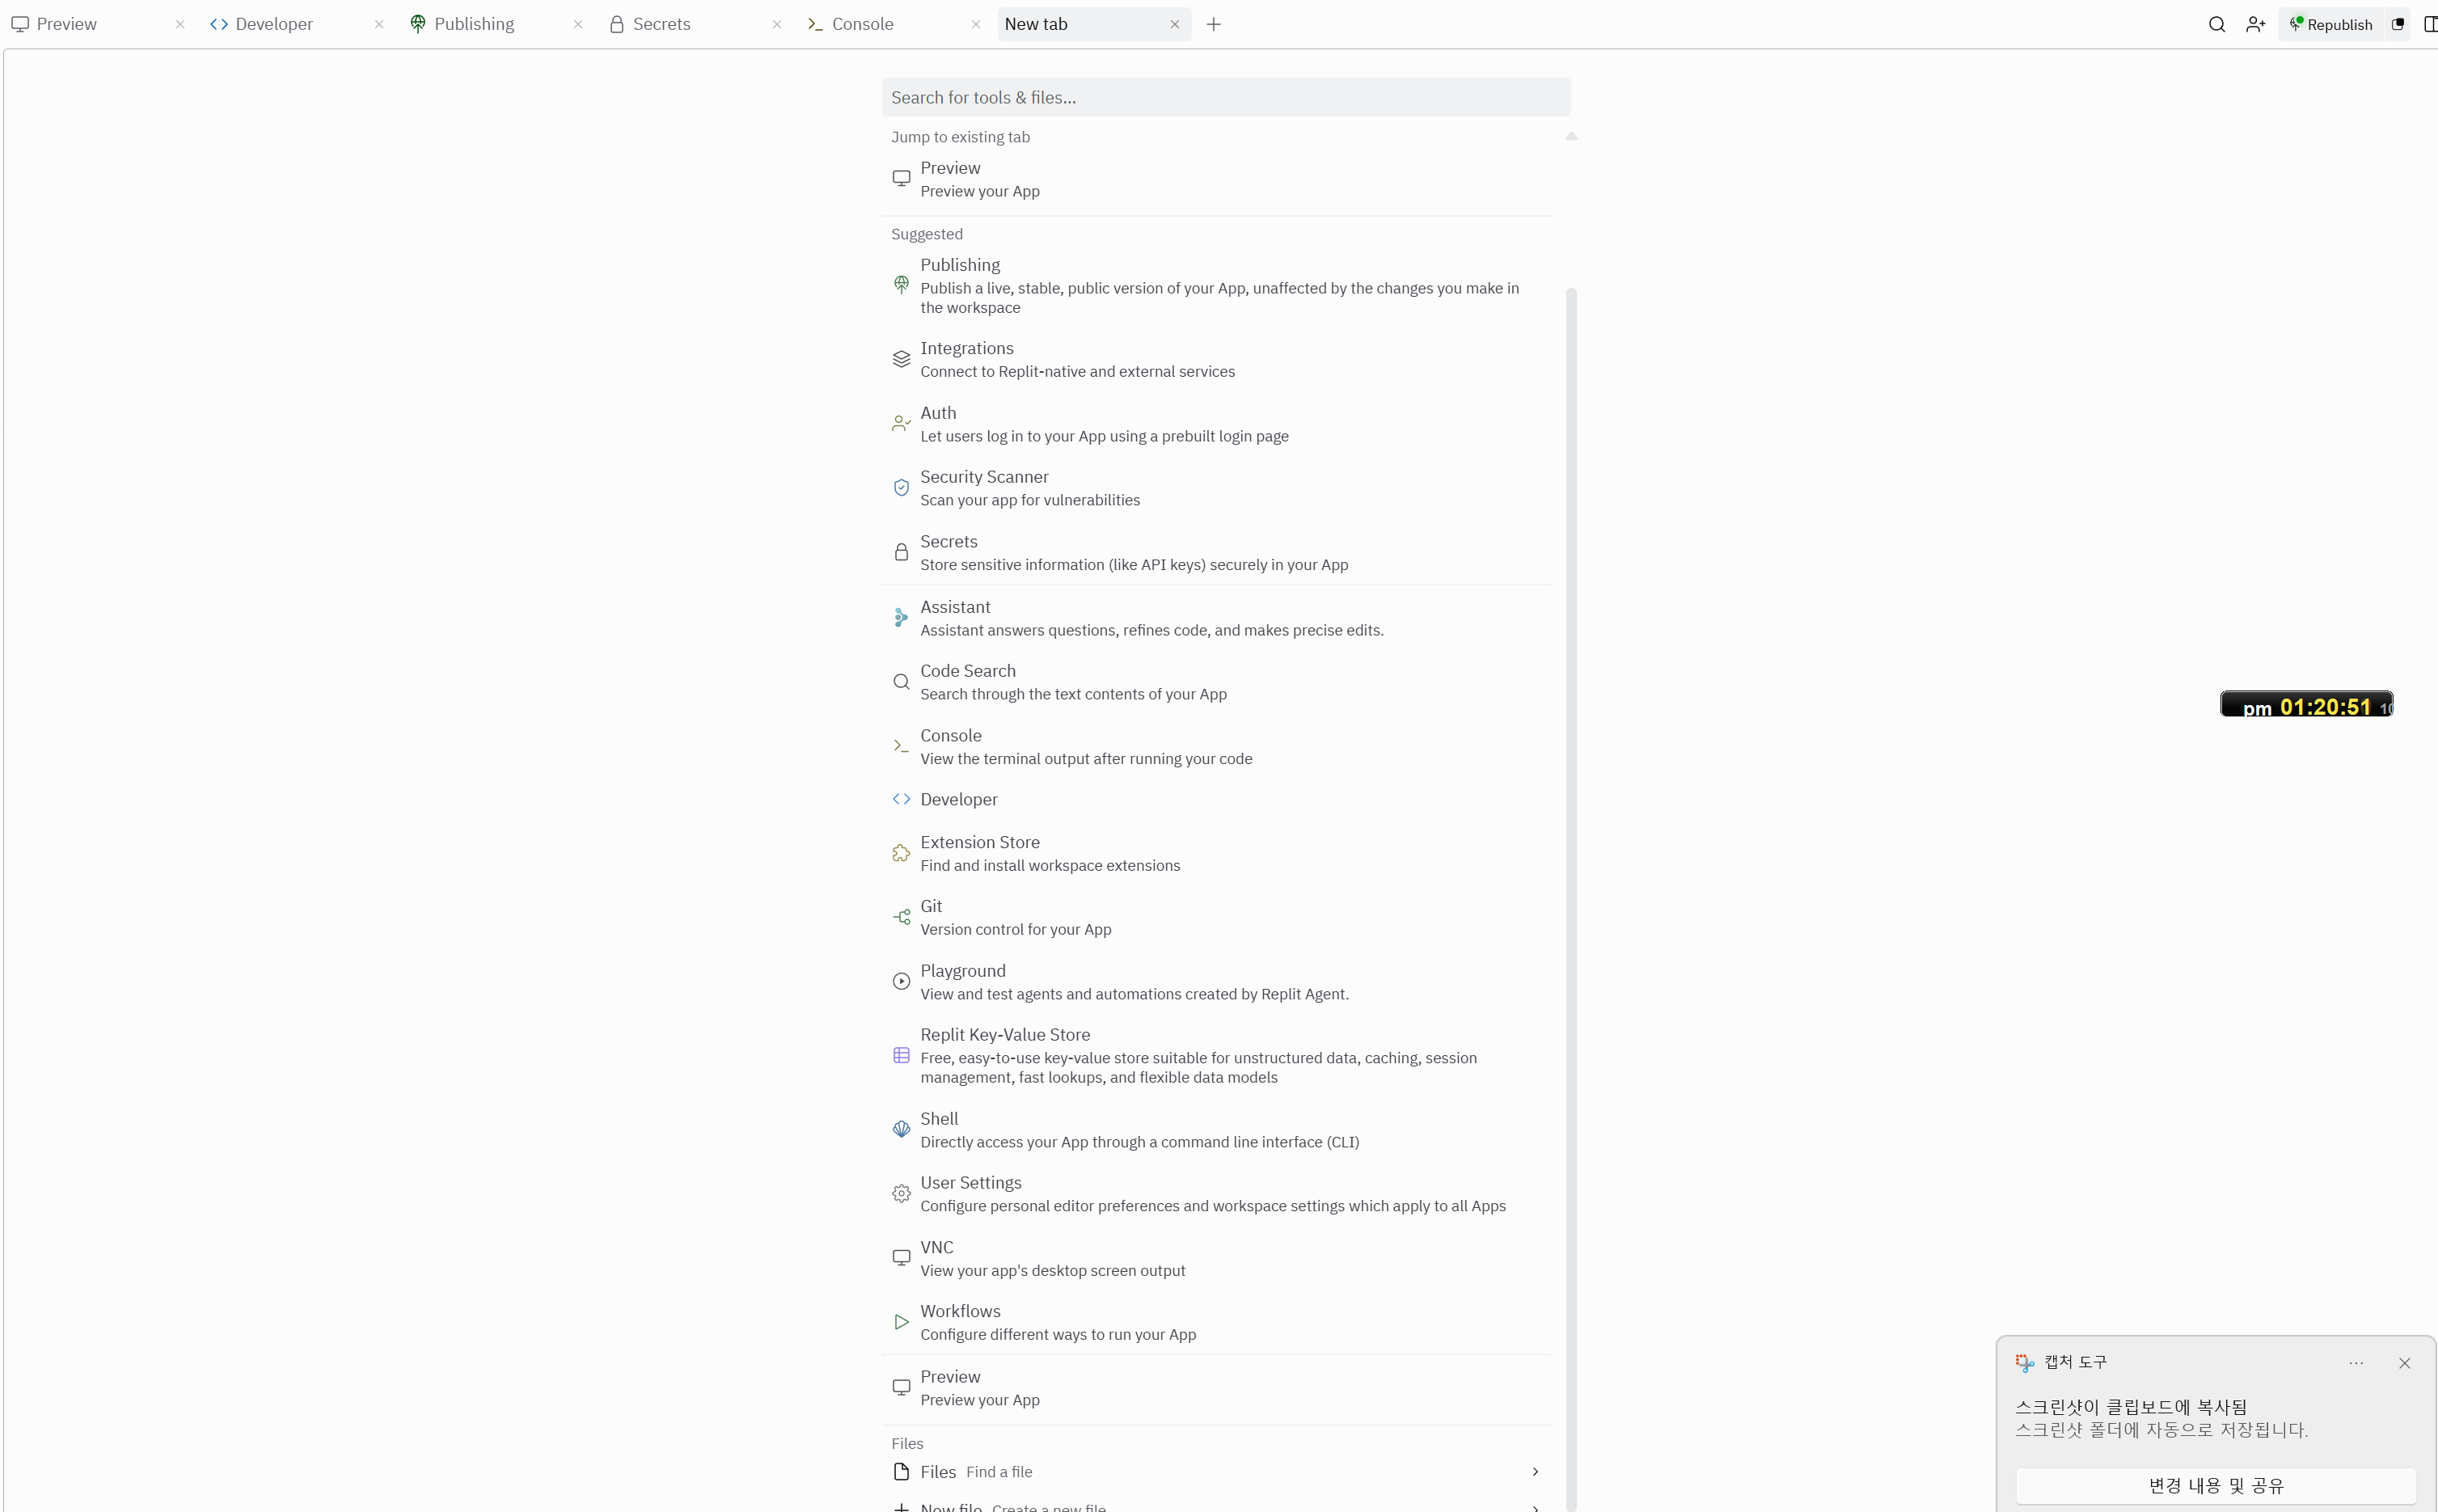 Preview
Developer
Publishing
Secrets
Console
New tab
Republish
Search for tools & files...
Jump to existing tab
Preview
Preview your App
Suggested
Publishing
Publish a live, stable, public version of your App, unaffected by the changes you make in
the workspace
Integrations
Connect to Replit-native and external services
Auth
Let users log in to your App using a prebuilt login page
Security Scanner
Scan your app for vulnerabilities
Secrets
Store sensitive information (like API keys) securely in your App
Assistant
Assistant answers questions, refines code, and makes precise edits.
Code Search
Search through the text contents of your App
Console
View the terminal output after running your code
Developer
Extension Store
Find and install workspace extensions
Git
Version control for your App
Playground
View and test agents and automations created by Replit Agent.
Replit Key-Value Store
Free, easy-to-use key-value store suitable for unstructured data, caching, session
management, fast lookups, and flexible data models
Shell
Directly access your App through a command line interface (CLI)
User Settings
Configure personal editor preferences and workspace settings which apply to all Apps
VNC
View your app's desktop screen output
Workflows
Configure different ways to run your App
Preview
Preview your App
Files
Files Find a file
New file Create a new file
pm 01:20:51
캡처 도구
스크린샷이 클립보드에 복사됨
스크린샷 폴더에 자동으로 저장됩니다.
변경 내용 및 공유